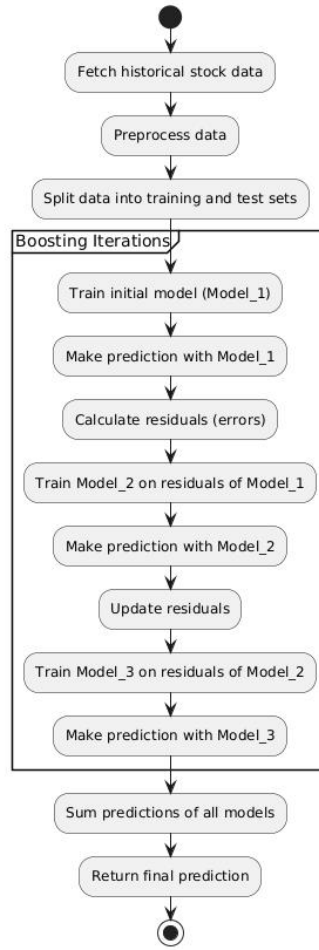 Fetch historical stock data
Preprocess data
Split data into training and test sets
Boosting Iterations
Train initial model (Model_1)
Make prediction with Model_1
Calculate residuals (errors)
Train Model_2 on residuals of Model_1
Make prediction with Model_2
Update residuals
Train Model_3 on residuals of Model_2
Make prediction with Model_3
Sum predictions of all models
Return final prediction